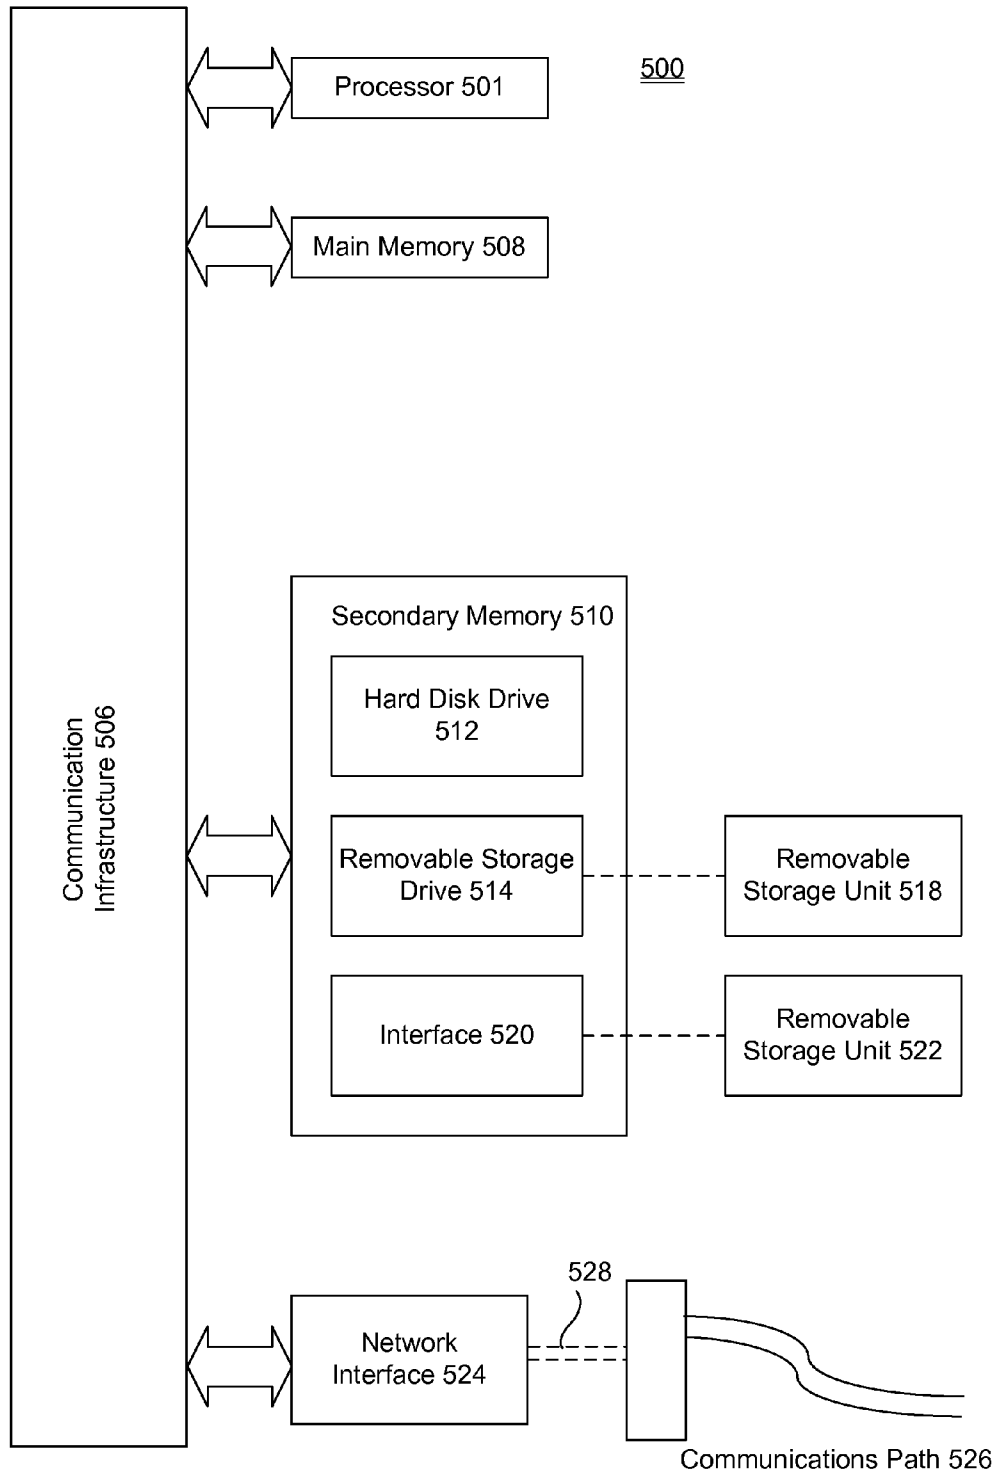 Processor 501
500
Main Memory 508
Communication
Infrastructure 506
Secondary Memory 510
Hard Disk Drive
512
Removable Storage
Drive 514
Removable
Storage Unit 518
Interface 520
Removable
Storage Unit 522
528
Network
Interface 524
Communications Path 526